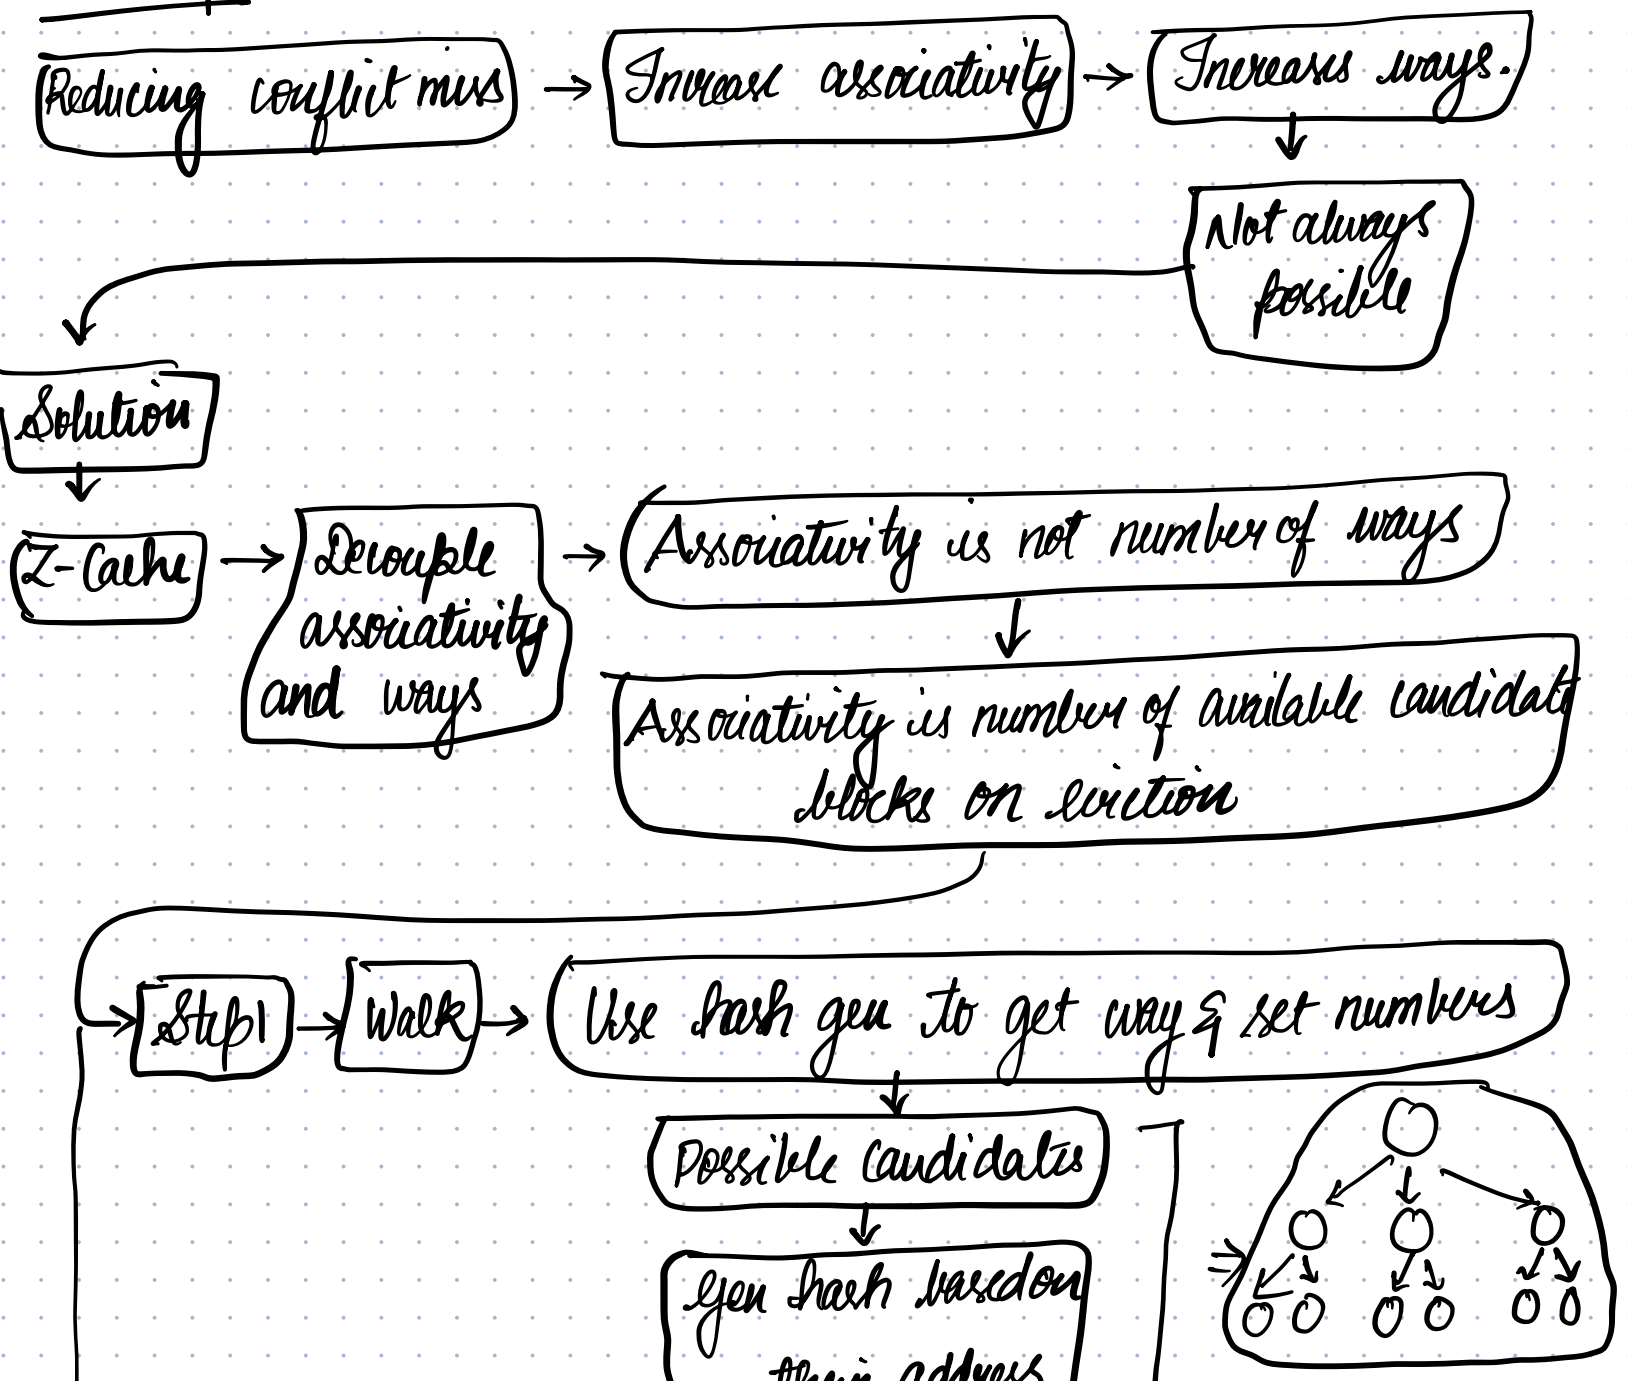 Reducing conflict miss
Increase associativity
Increases ways.
Not always
possible
Solution
Z-Cache
Decouple
associativity
and ways
Associativity is not number of ways
Associativity is number of available candidate
blocks on eviction
Step1
Walk
Use hash gen to get way & set numbers
Possible candidates
Gen hash based on
their address